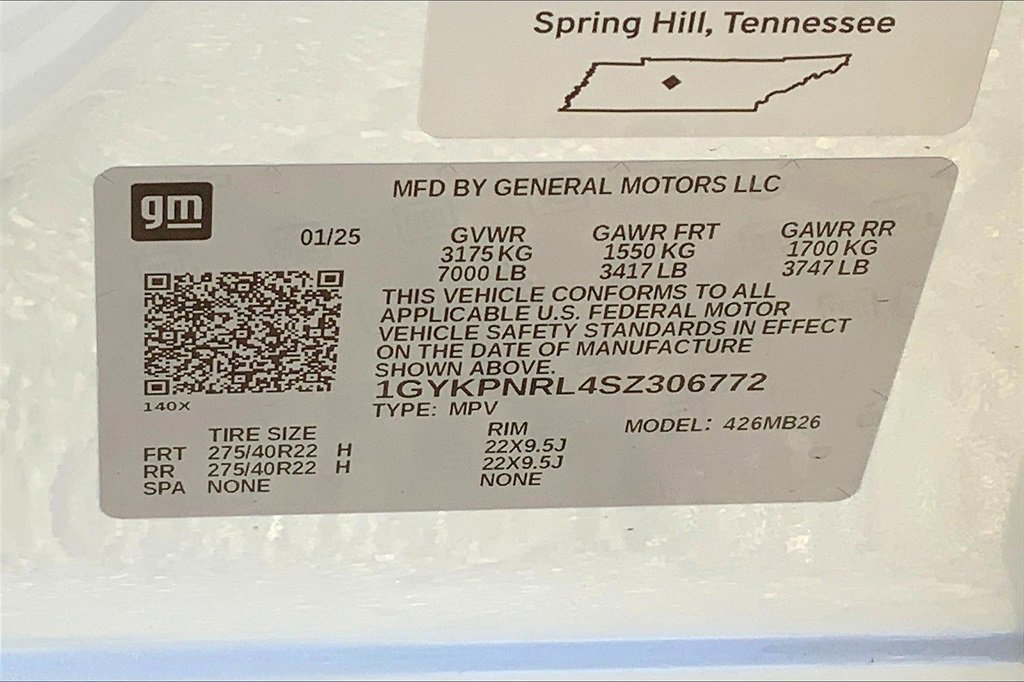 Spring Hill, Tennessee
gm
MFD BY GENERAL MOTORS LLC
01/25 GVWR GAWR FRT GAWR RR
3175 KG 1550 KG 1700 KG
7000 LB 3417 LB 3747 LB
THIS VEHICLE CONFORMS TO ALL
APPLICABLE U.S. FEDERAL MOTOR
VEHICLE SAFETY STANDARDS IN EFFECT
ON THE DATE OF MANUFACTURE
SHOWN ABOVE.
1GYKPNRL4SZ306772
140X
TYPE: MPV
TIRE SIZE RIM MODEL: 426MB26
FRT 275/40R22 H 22X9.5J
RR 275/40R22 H 22X9.5J
SPA NONE NONE